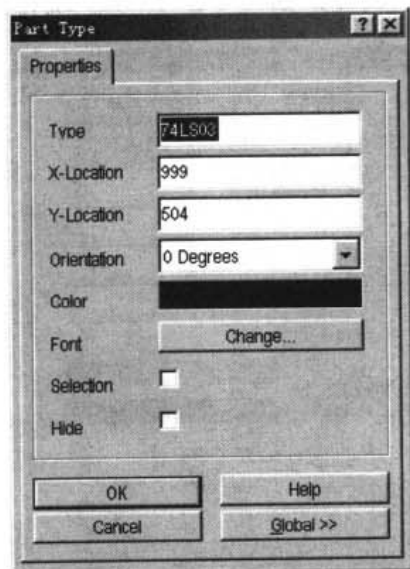 Part Type
Properties
Type 74LS03
X-Location 999
Y-Location 504
Orientation 0 Degrees
Color
Font Change...
Selection
Hide
OK Help
Cancel Global >>